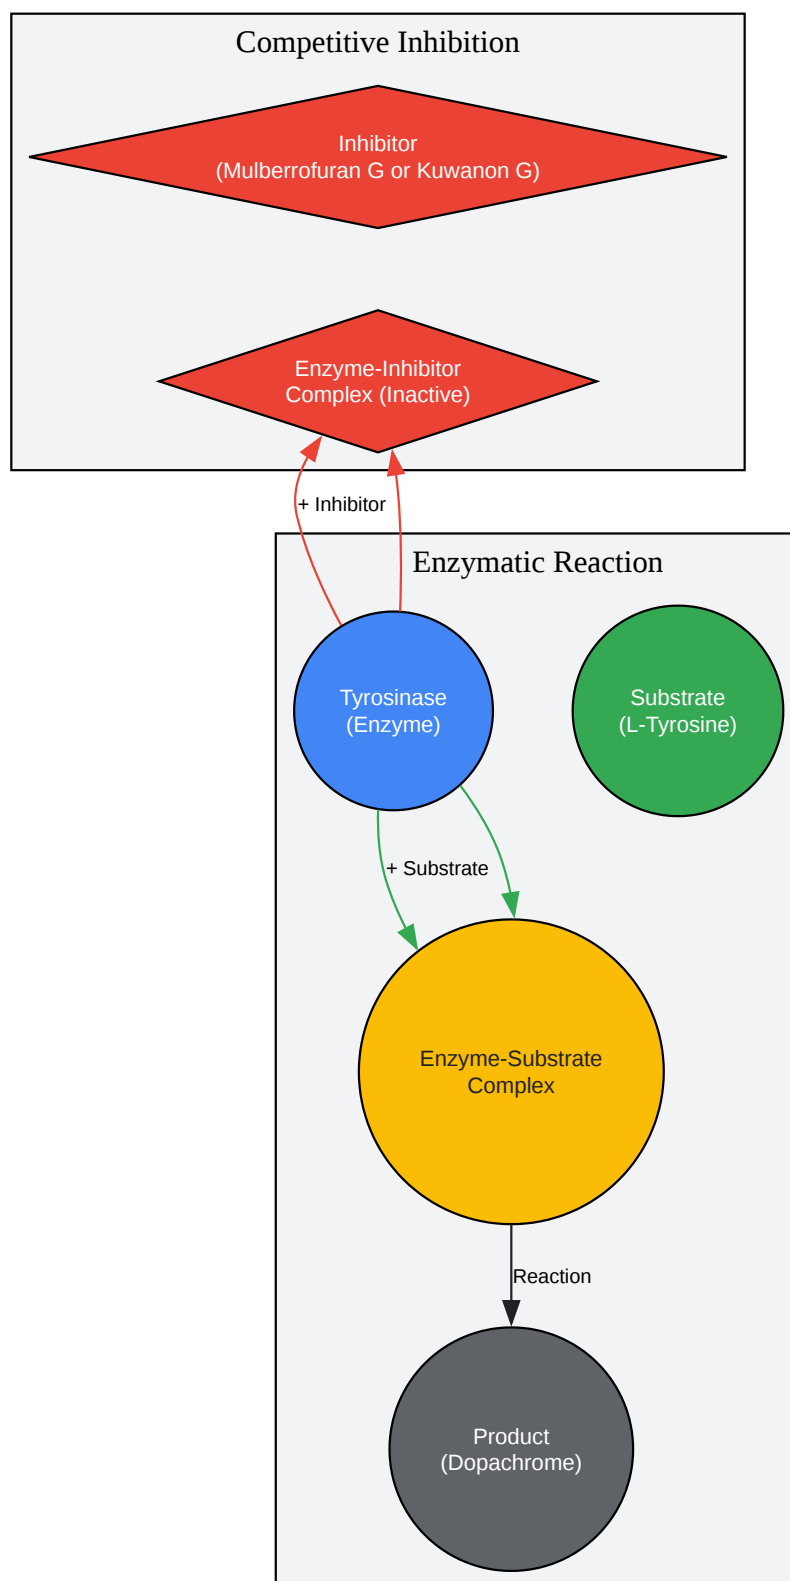 Competitive Inhibition
Inhibitor
(Mulberrofuran G or Kuwanon G)
Enzyme-Inhibitor
Complex (Inactive)
+ Inhibitor
Enzymatic Reaction
Tyrosinase
(Enzyme)
Substrate
(L-Tyrosine)
+ Substrate
Enzyme-Substrate
Complex
Reaction
Product
(Dopachrome)